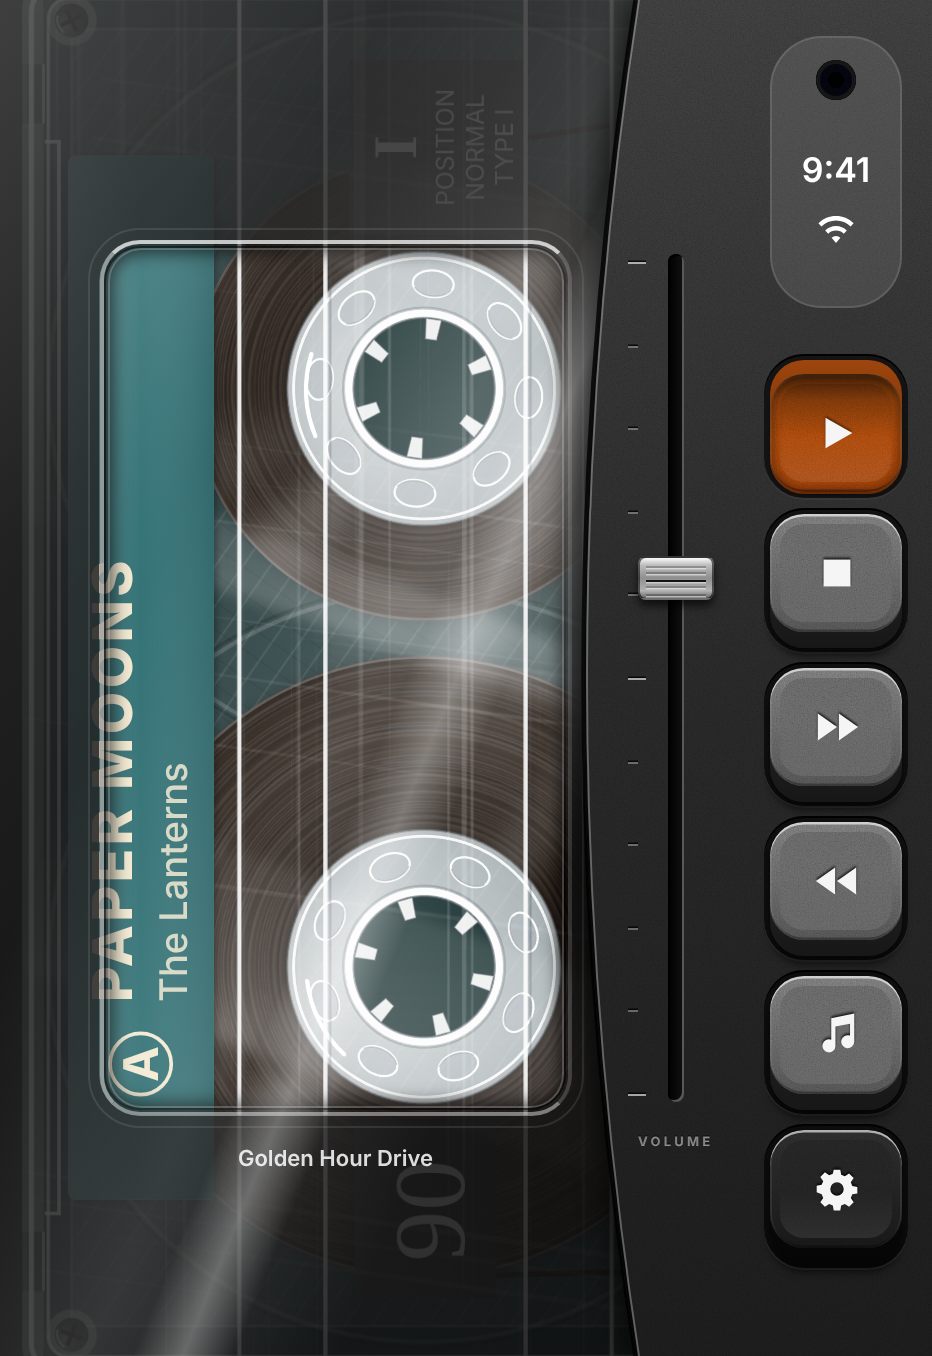 9:41
I
POSITION
NORMAL
TYPE I
PAPER MOONS
The Lanterns
A
Golden Hour Drive
90
VOLUME